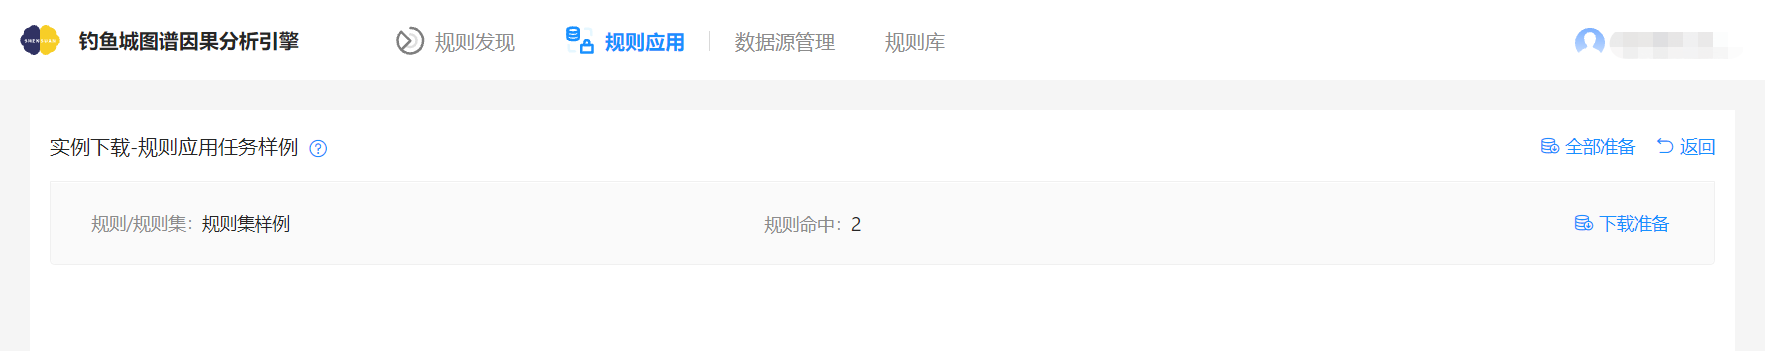 钓鱼城图谱因果分析引擎 规则发现 规则应用 数据源管理 规则库
实例下载-规则应用任务样例 全部准备 返回
规则/规则集：规则集样例 规则命中：2 下载准备